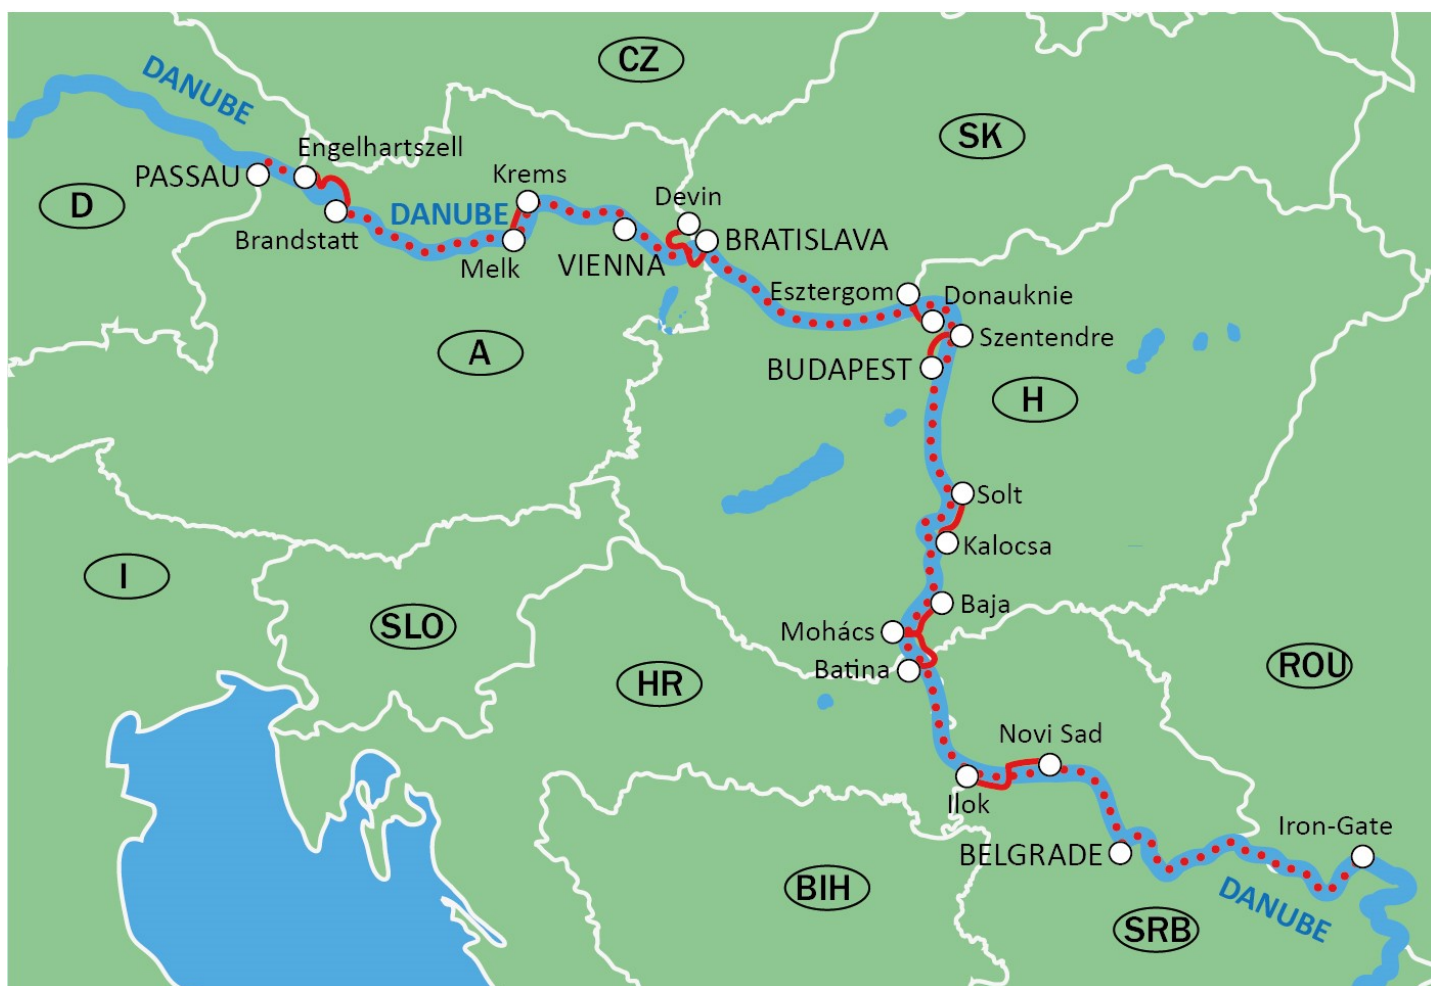 CZ
DANUBE
SK
Engelhartszell
PASSAU
Krems
Devin
D
DANUBE
Brandstatt
BRATISLAVA
Melk
VIENNA
Esztergom
Donauknie
Szentendre
A
BUDAPEST
H
Solt
Kalocsa
I
Baja
SLO
Mohács
Batina
ROU
HR
Novi Sad
Ilok
Iron-Gate
BELGRADE
BIH
DANUBE
SRB